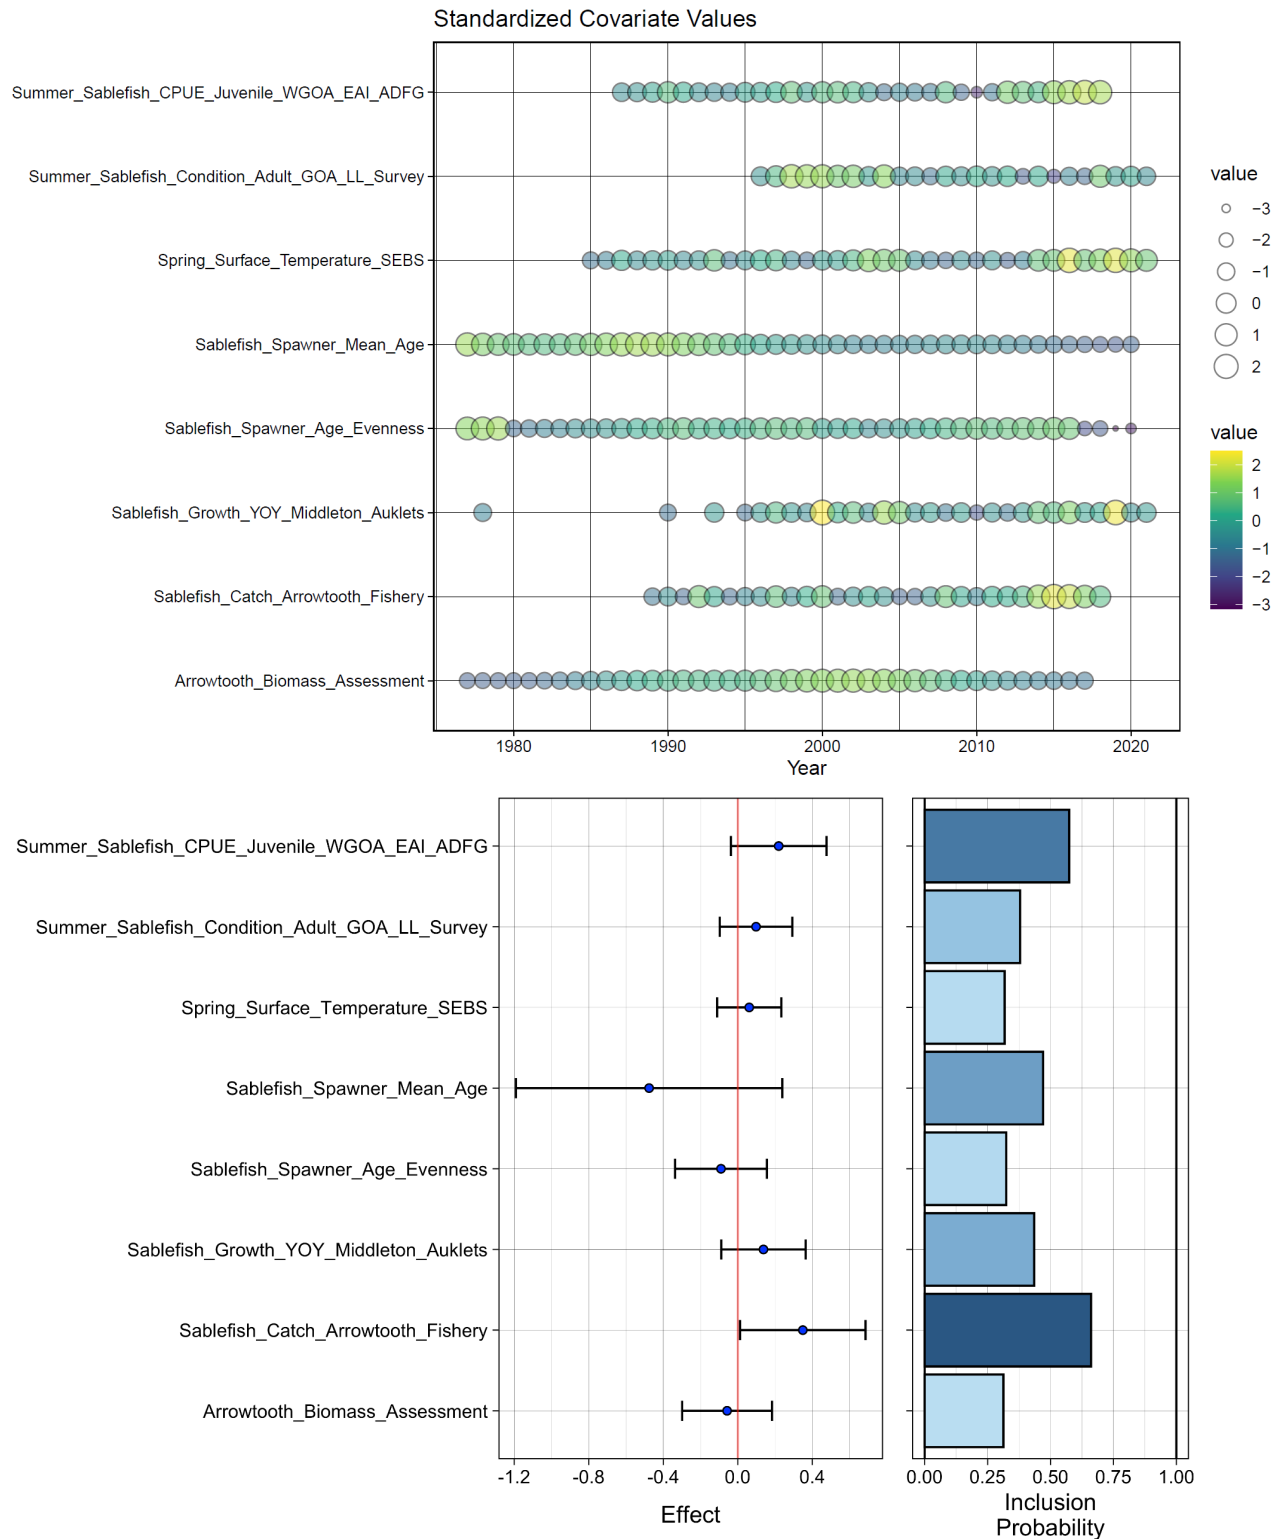 Standardized Covariate Values
Summer_Sablefish_CPUE_Juvenile_WGOA_EAI_ADFG
Summer_Sablefish_Condition_Adult_GOA_LL_Survey
Spring_Surface_Temperature_SEBS
Sablefish_Spawner_Mean_Age
Sablefish_Spawner_Age_Evenness
Sablefish_Growth_YOY_Middleton_Auklets
Sablefish_Catch_Arrowtooth_Fishery
Arrowtooth_Biomass_Assessment
1980 1990 2000 2010 2020
Year
value
−3
−2
−1
0
1
2
value
2
1
0
−1
−2
−3
Summer_Sablefish_CPUE_Juvenile_WGOA_EAI_ADFG
Summer_Sablefish_Condition_Adult_GOA_LL_Survey
Spring_Surface_Temperature_SEBS
Sablefish_Spawner_Mean_Age
Sablefish_Spawner_Age_Evenness
Sablefish_Growth_YOY_Middleton_Auklets
Sablefish_Catch_Arrowtooth_Fishery
Arrowtooth_Biomass_Assessment
-1.2 -0.8 -0.4 0.0 0.4
Effect
0.00 0.25 0.50 0.75 1.00
Inclusion
Probability